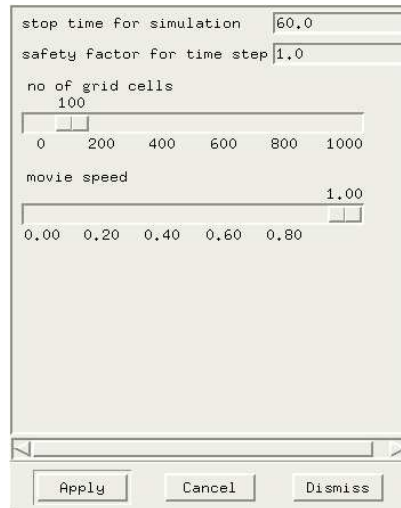 stop time for simulation 60.0
safety factor for time step 1.0
no of grid cells
100
0 200 400 600 800 1000
movie speed
1.00
0.00 0.20 0.40 0.60 0.80
Apply Cancel Dismiss